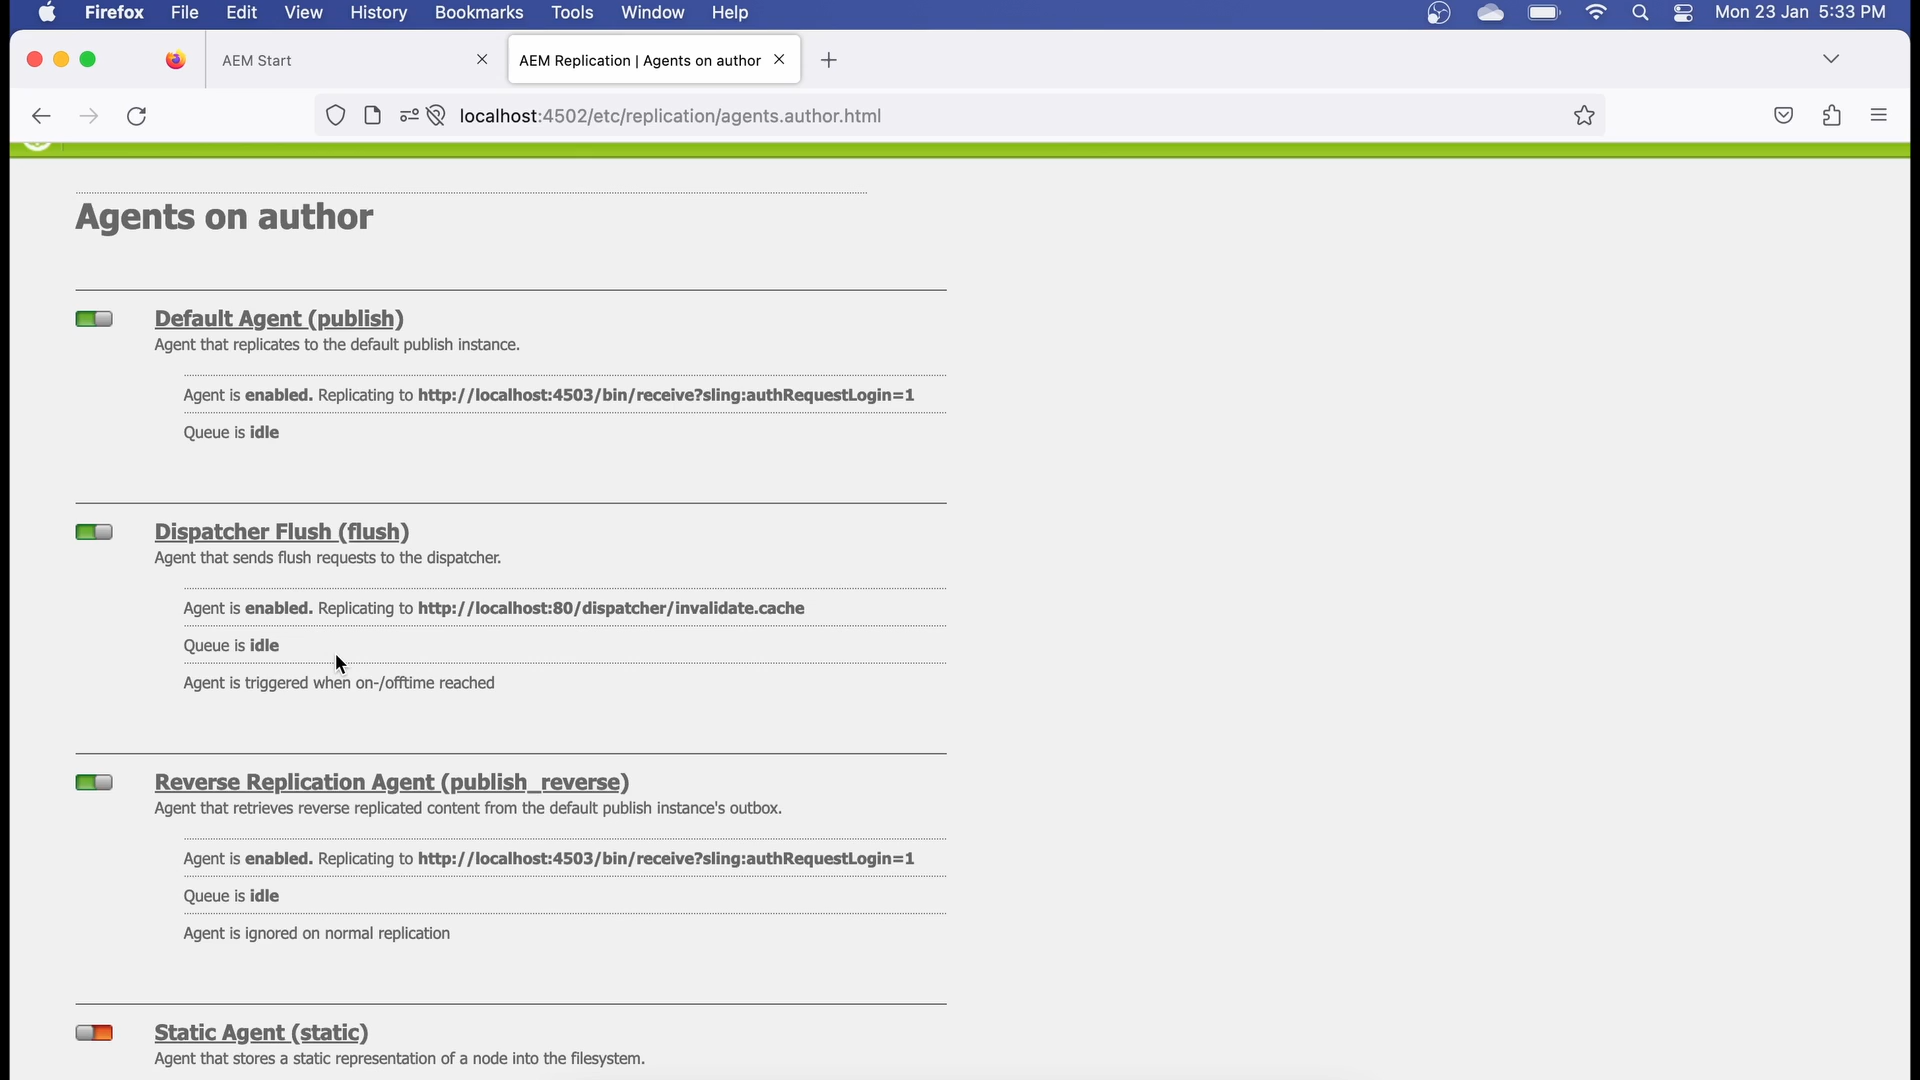 Firefox File Edit View History Bookmarks Tools Window Help Mon 23 Jan 5:33 PM
AEM Start AEM Replication | Agents on author
localhost:4502/etc/replication/agents.author.html
Agents on author
Default Agent (publish)
Agent that replicates to the default publish instance.
Agent is enabled. Replicating to http://localhost:4503/bin/receive?sling:authRequestLogin=1
Queue is idle
Dispatcher Flush (flush)
Agent that sends flush requests to the dispatcher.
Agent is enabled. Replicating to http://localhost:80/dispatcher/invalidate.cache
Queue is idle
Agent is triggered when on-/offtime reached
Reverse Replication Agent (publish_reverse)
Agent that retrieves reverse replicated content from the default publish instance's outbox.
Agent is enabled. Replicating to http://localhost:4503/bin/receive?sling:authRequestLogin=1
Queue is idle
Agent is ignored on normal replication
Static Agent (static)
Agent that stores a static representation of a node into the filesystem.